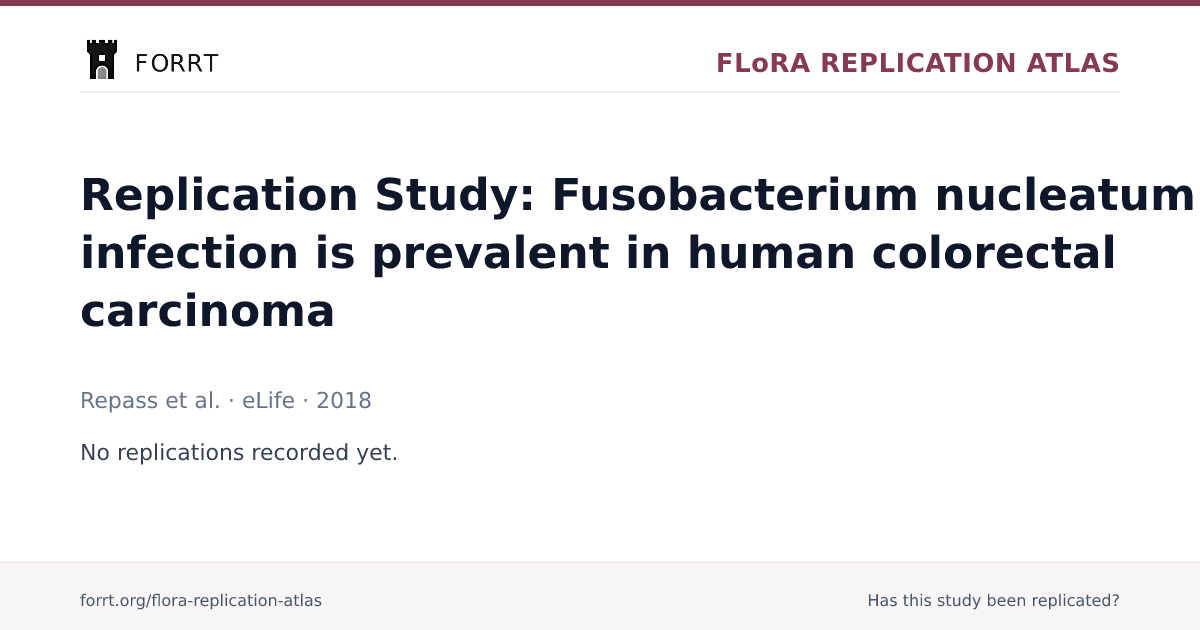 FORRT
FLoRA REPLICATION ATLAS
Replication Study: Fusobacterium nucleatum
infection is prevalent in human colorectal
carcinoma
Repass et al. · eLife · 2018
No replications recorded yet.
forrt.org/flora-replication-atlas
Has this study been replicated?